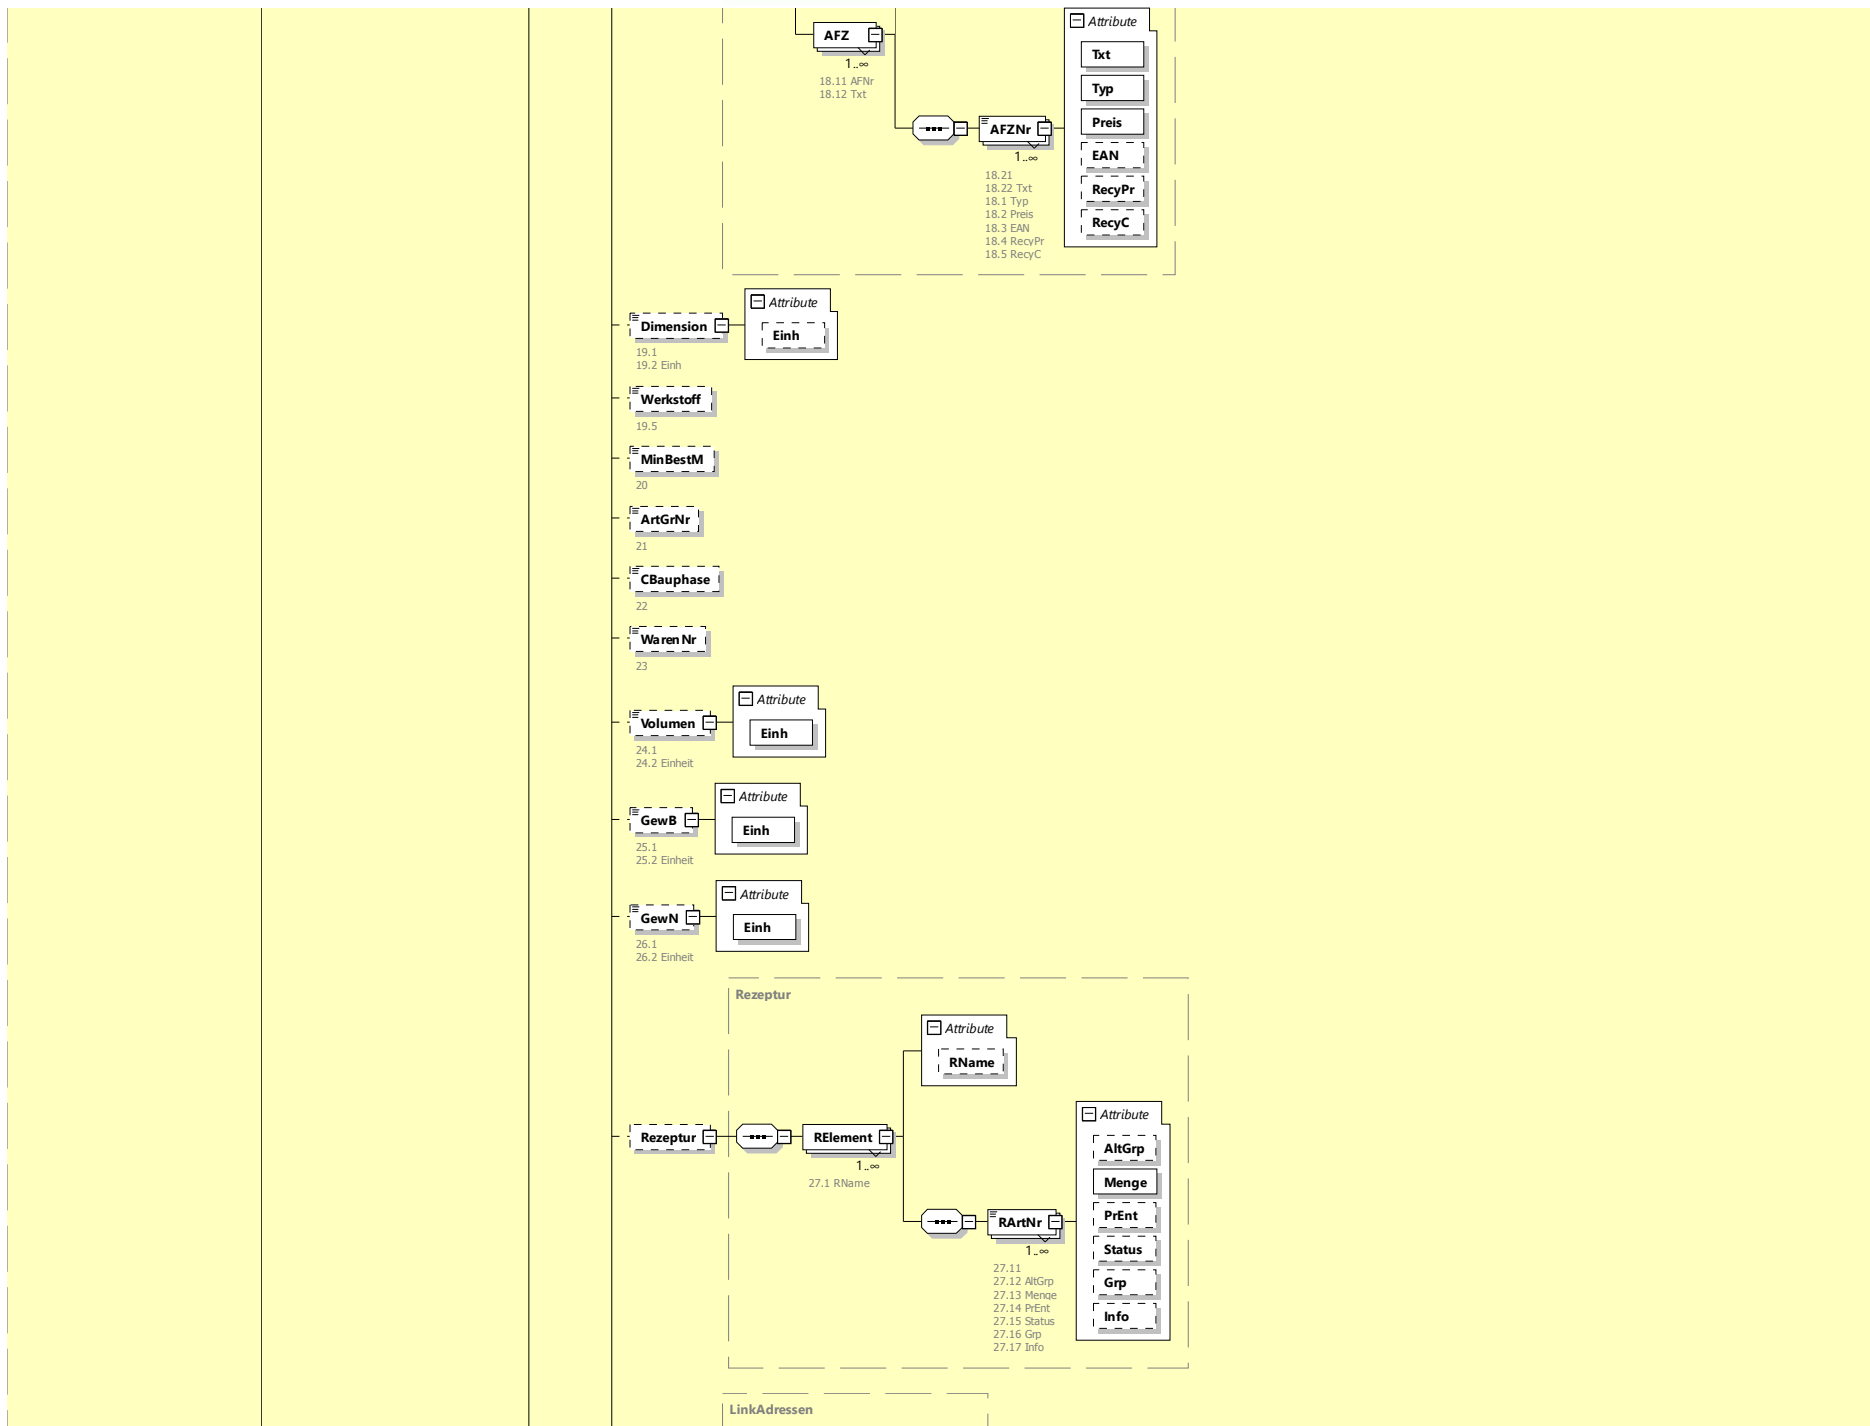 Attribute
AFZ
1..∞
18.11 AFNr
18.12 Txt
Txt
Typ
Preis
EAN
RecyPr
RecyC
AFZNr
1..∞
18.21
18.22 Txt
18.1 Typ
18.2 Preis
18.3 EAN
18.4 RecyPr
18.5 RecyC
Attribute
Dimension
Einh
19.1
19.2 Einh
Werkstoff
19.5
MinBestM
20
ArtGrNr
21
CBauphase
22
WarenNr
23
Attribute
Volumen
Einh
24.1
24.2 Einheit
Attribute
GewB
Einh
25.1
25.2 Einheit
Attribute
GewN
Einh
26.1
26.2 Einheit
Rezeptur
Attribute
RName
Rezeptur
RElement
1..∞
27.1 RName
Attribute
AltGrp
Menge
PrEnt
Status
Grp
Info
RArtNr
1..∞
27.11
27.12 AltGrp
27.13 Menge
27.14 PrEnt
27.15 Status
27.16 Grp
27.17 Info
LinkAdressen